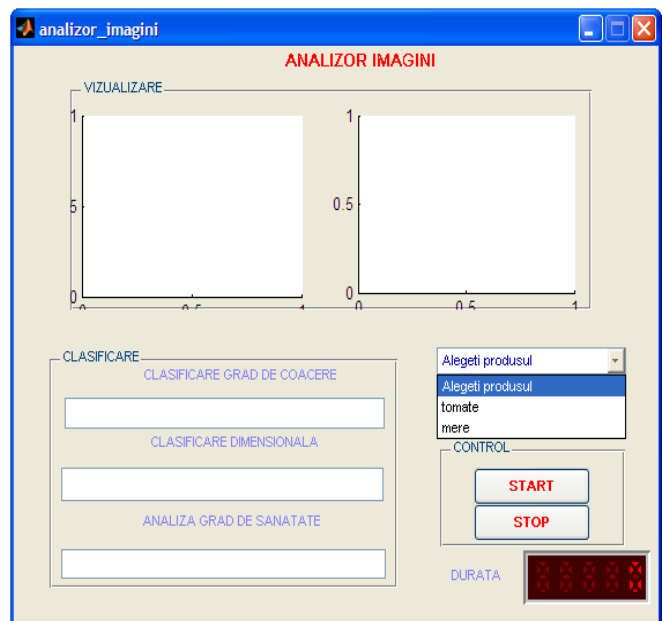 analizor_imagini
ANALIZOR IMAGINI
VIZUALIZARE
1
5
0
0 0.5 1
1
0.5
0
0 0.5 1
CLASIFICARE
CLASIFICARE GRAD DE COACERE
CLASIFICARE DIMENSIONALA
ANALIZA GRAD DE SANATATE
Alegeti produsul
Alegeti produsul
tomate
mere
CONTROL
START
STOP
DURATA